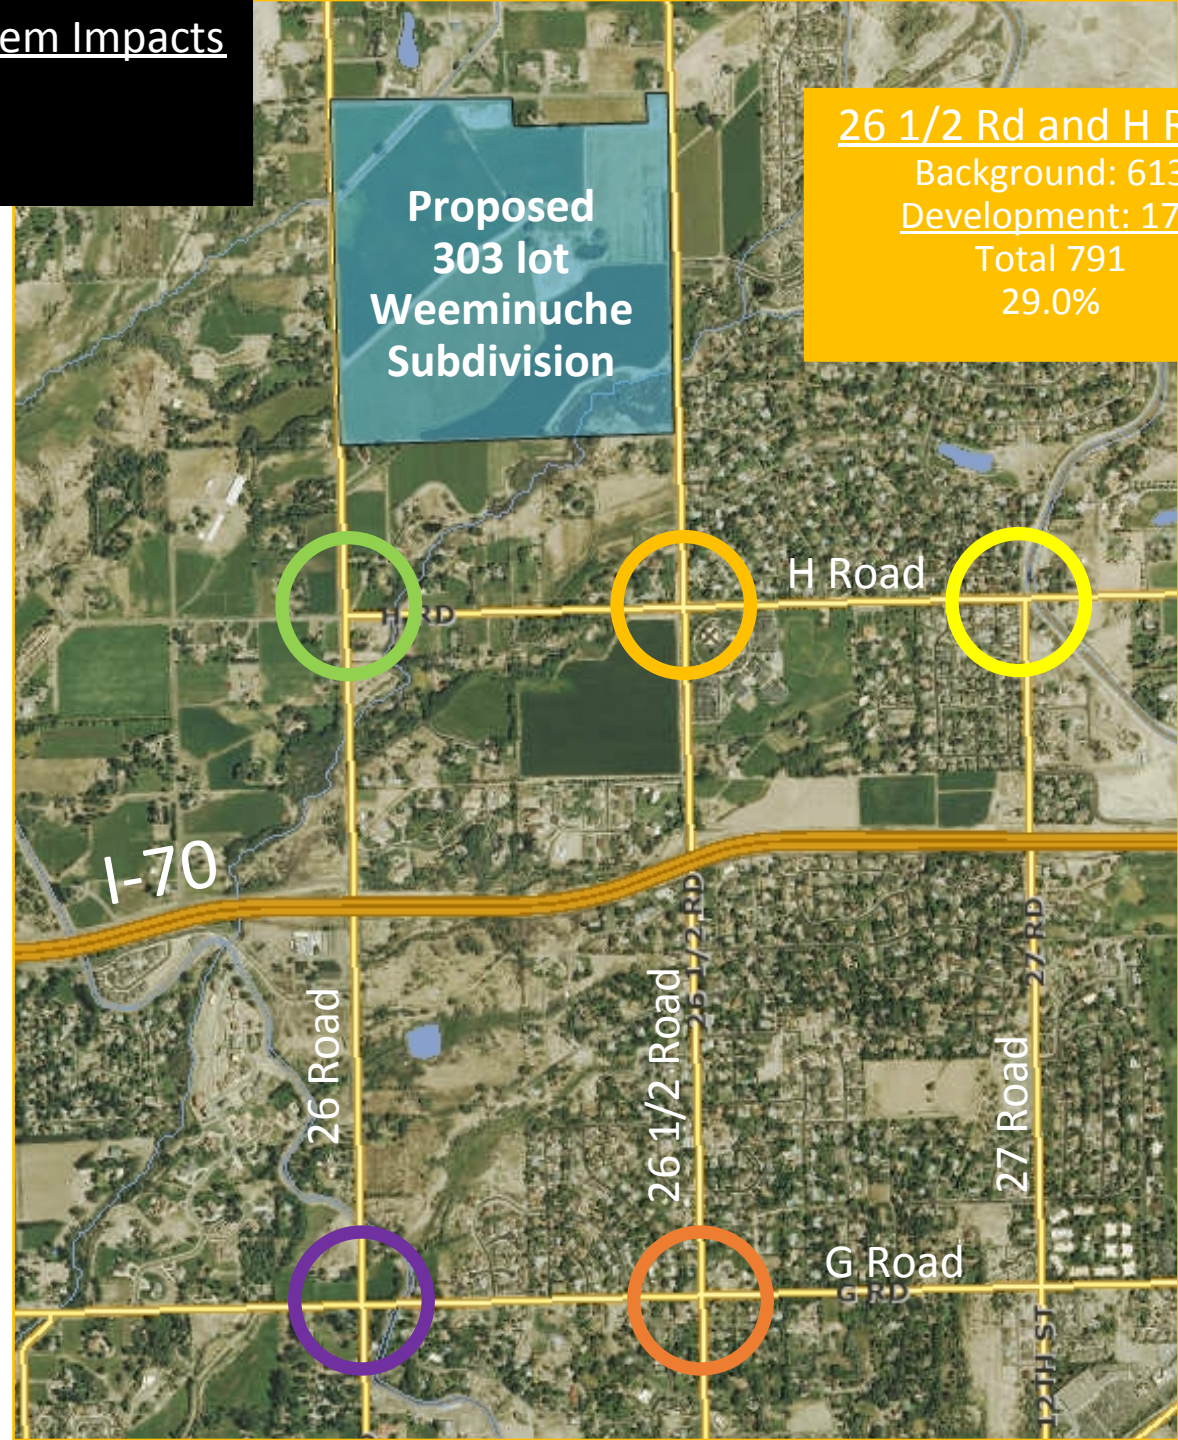 em Impacts
26 1/2 Rd and H R
Background: 613
Development: 17
Total 791
29.0%
Proposed
303 lot
Weeminuche
Subdivision
H Road
H RD
I-70
26 1/2 RD
27 RD
26 Road
26 1/2 Road
27 Road
G Road
G RD
12TH ST